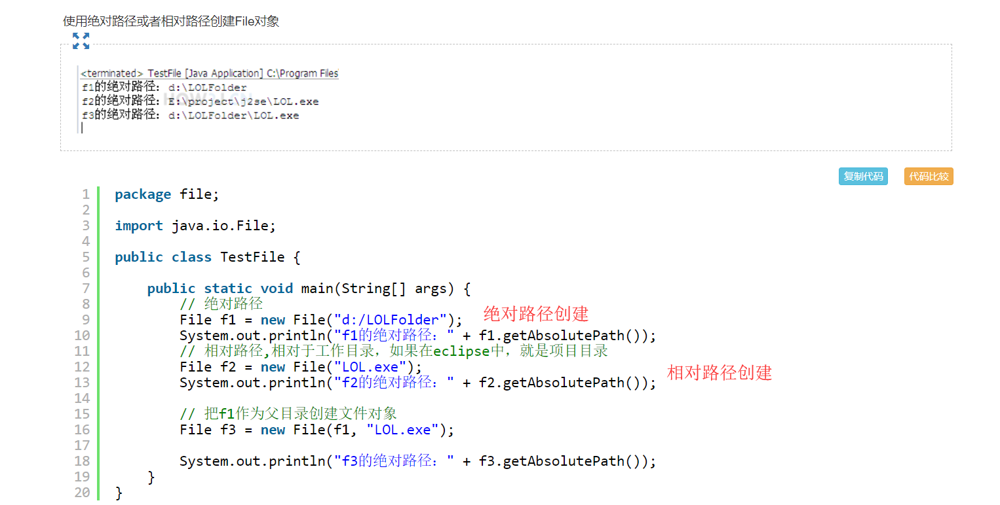 使用绝对路径或者相对路径创建File对象
<terminated> TestFile [Java Application] C:\Program Files
f1的绝对路径: d:\LOLFolder
f2的绝对路径: E:\project\j2se\LOL.exe
f3的绝对路径: d:\LOLFolder\LOL.exe
复制代码 代码比较
1 package file;
2
3 import java.io.File;
4
5 public class TestFile {
6
7     public static void main(String[] args) {
8         // 绝对路径
9         File f1 = new File("d:/LOLFolder"); 绝对路径创建
10         System.out.println("f1的绝对路径：" + f1.getAbsolutePath());
11         // 相对路径,相对于工作目录，如果在eclipse中，就是项目目录
12         File f2 = new File("LOL.exe"); 相对路径创建
13         System.out.println("f2的绝对路径：" + f2.getAbsolutePath());
14
15         // 把f1作为父目录创建文件对象
16         File f3 = new File(f1, "LOL.exe");
17
18         System.out.println("f3的绝对路径：" + f3.getAbsolutePath());
19     }
20 }